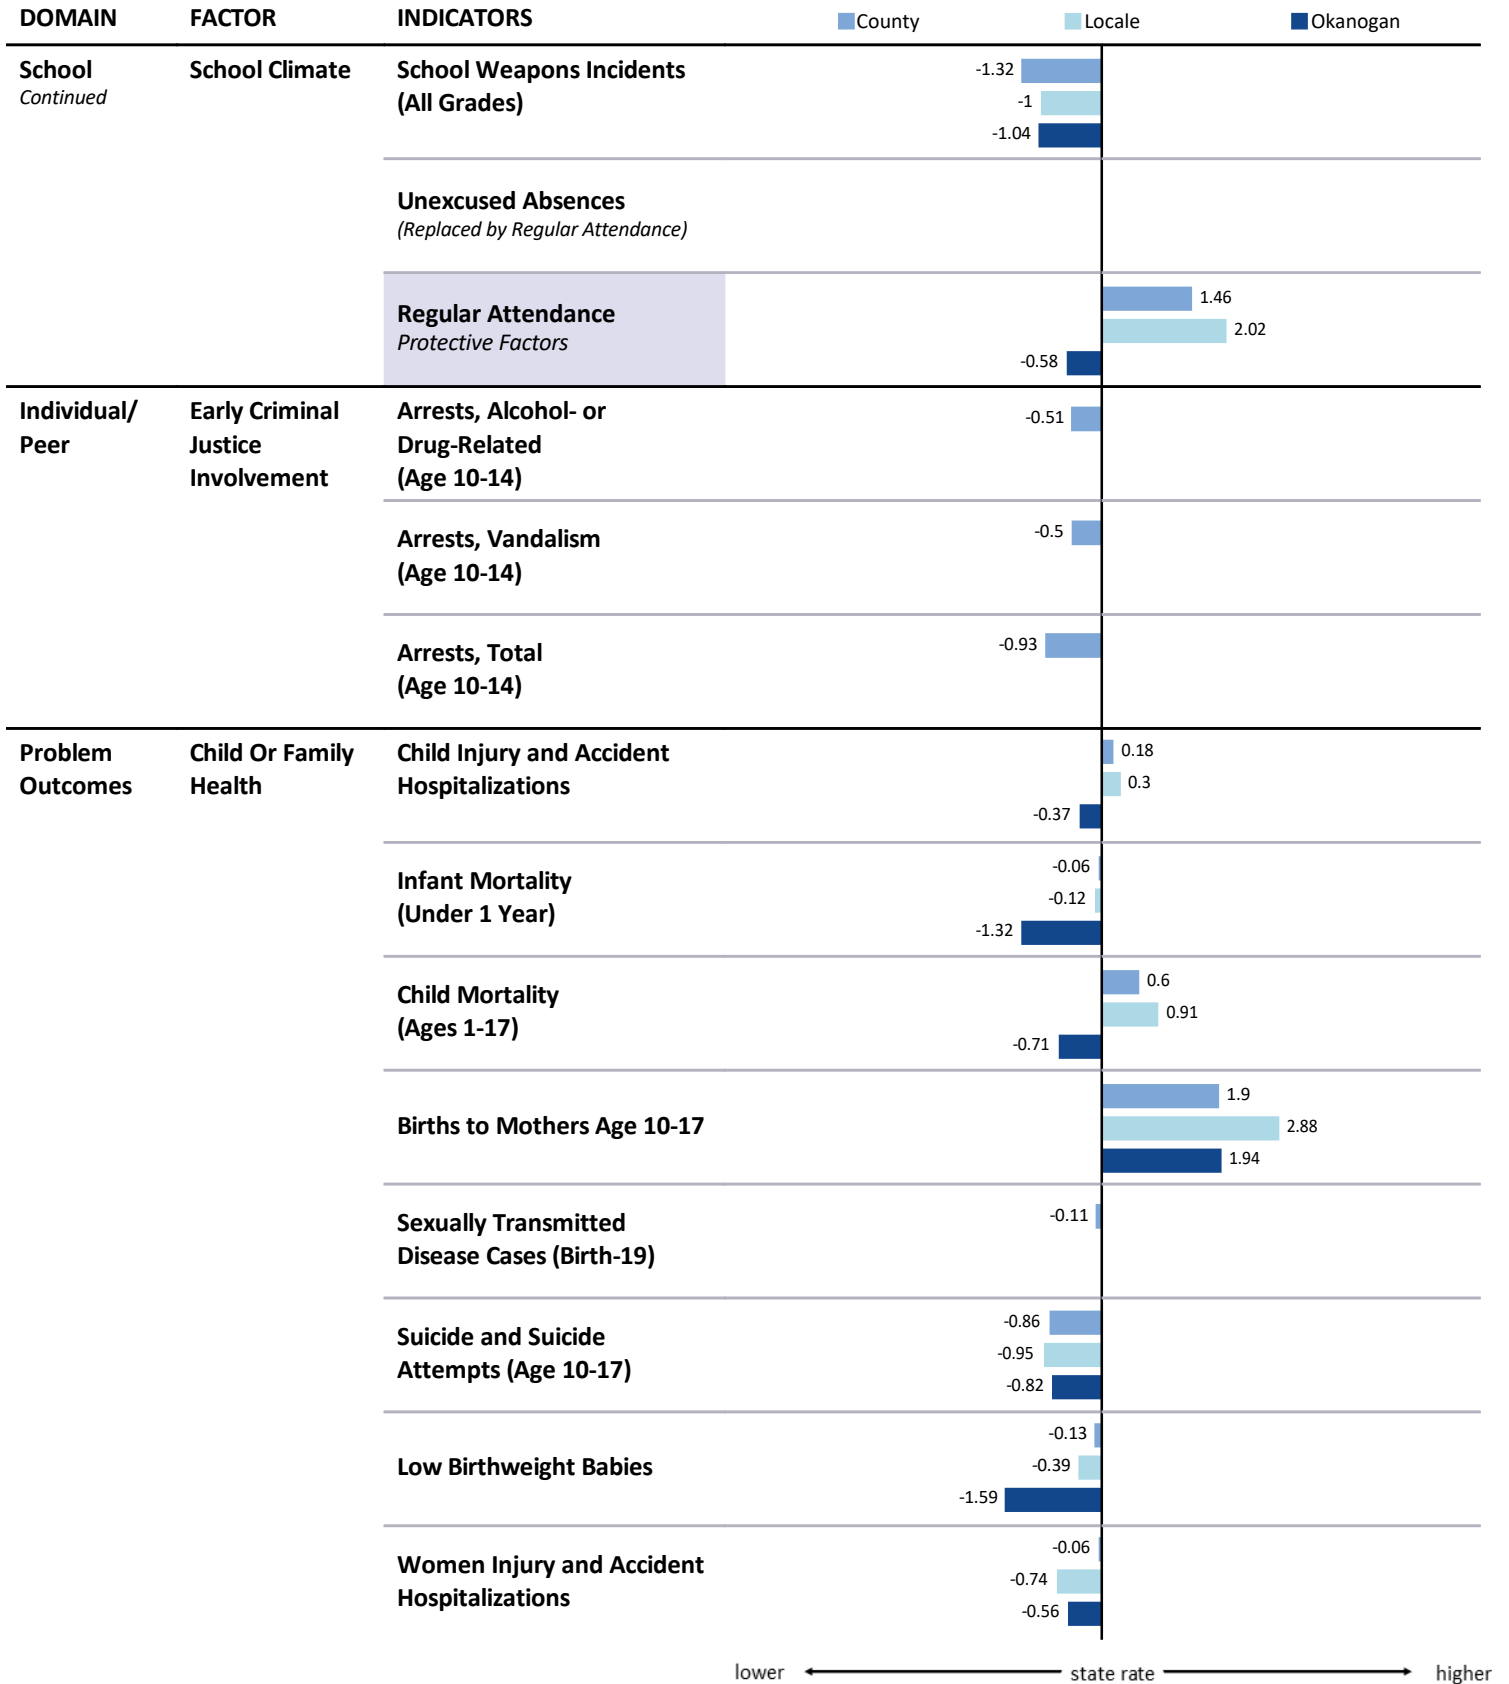 DOMAIN FACTOR INDICATORS County Locale Okanogan
School School Climate School Weapons Incidents
Continued
(All Grades)
-1.32
-1
-1.04
Unexcused Absences
(Replaced by Regular Attendance)
Regular Attendance
Protective Factors
1.46
2.02
-0.58
Individual/ Early Criminal Arrests, Alcohol- or
Peer Justice Drug-Related
Involvement (Age 10-14)
-0.51
Arrests, Vandalism
(Age 10-14)
-0.5
Arrests, Total
(Age 10-14)
-0.93
Problem Child Or Family Child Injury and Accident
Outcomes Health Hospitalizations
0.18
0.3
-0.37
Infant Mortality
(Under 1 Year)
-0.06
-0.12
-1.32
Child Mortality
(Ages 1-17)
0.6
0.91
-0.71
Births to Mothers Age 10-17
1.9
2.88
1.94
Sexually Transmitted
Disease Cases (Birth-19)
-0.11
Suicide and Suicide
Attempts (Age 10-17)
-0.86
-0.95
-0.82
Low Birthweight Babies
-0.13
-0.39
-1.59
Women Injury and Accident
Hospitalizations
-0.06
-0.74
-0.56
lower state rate higher